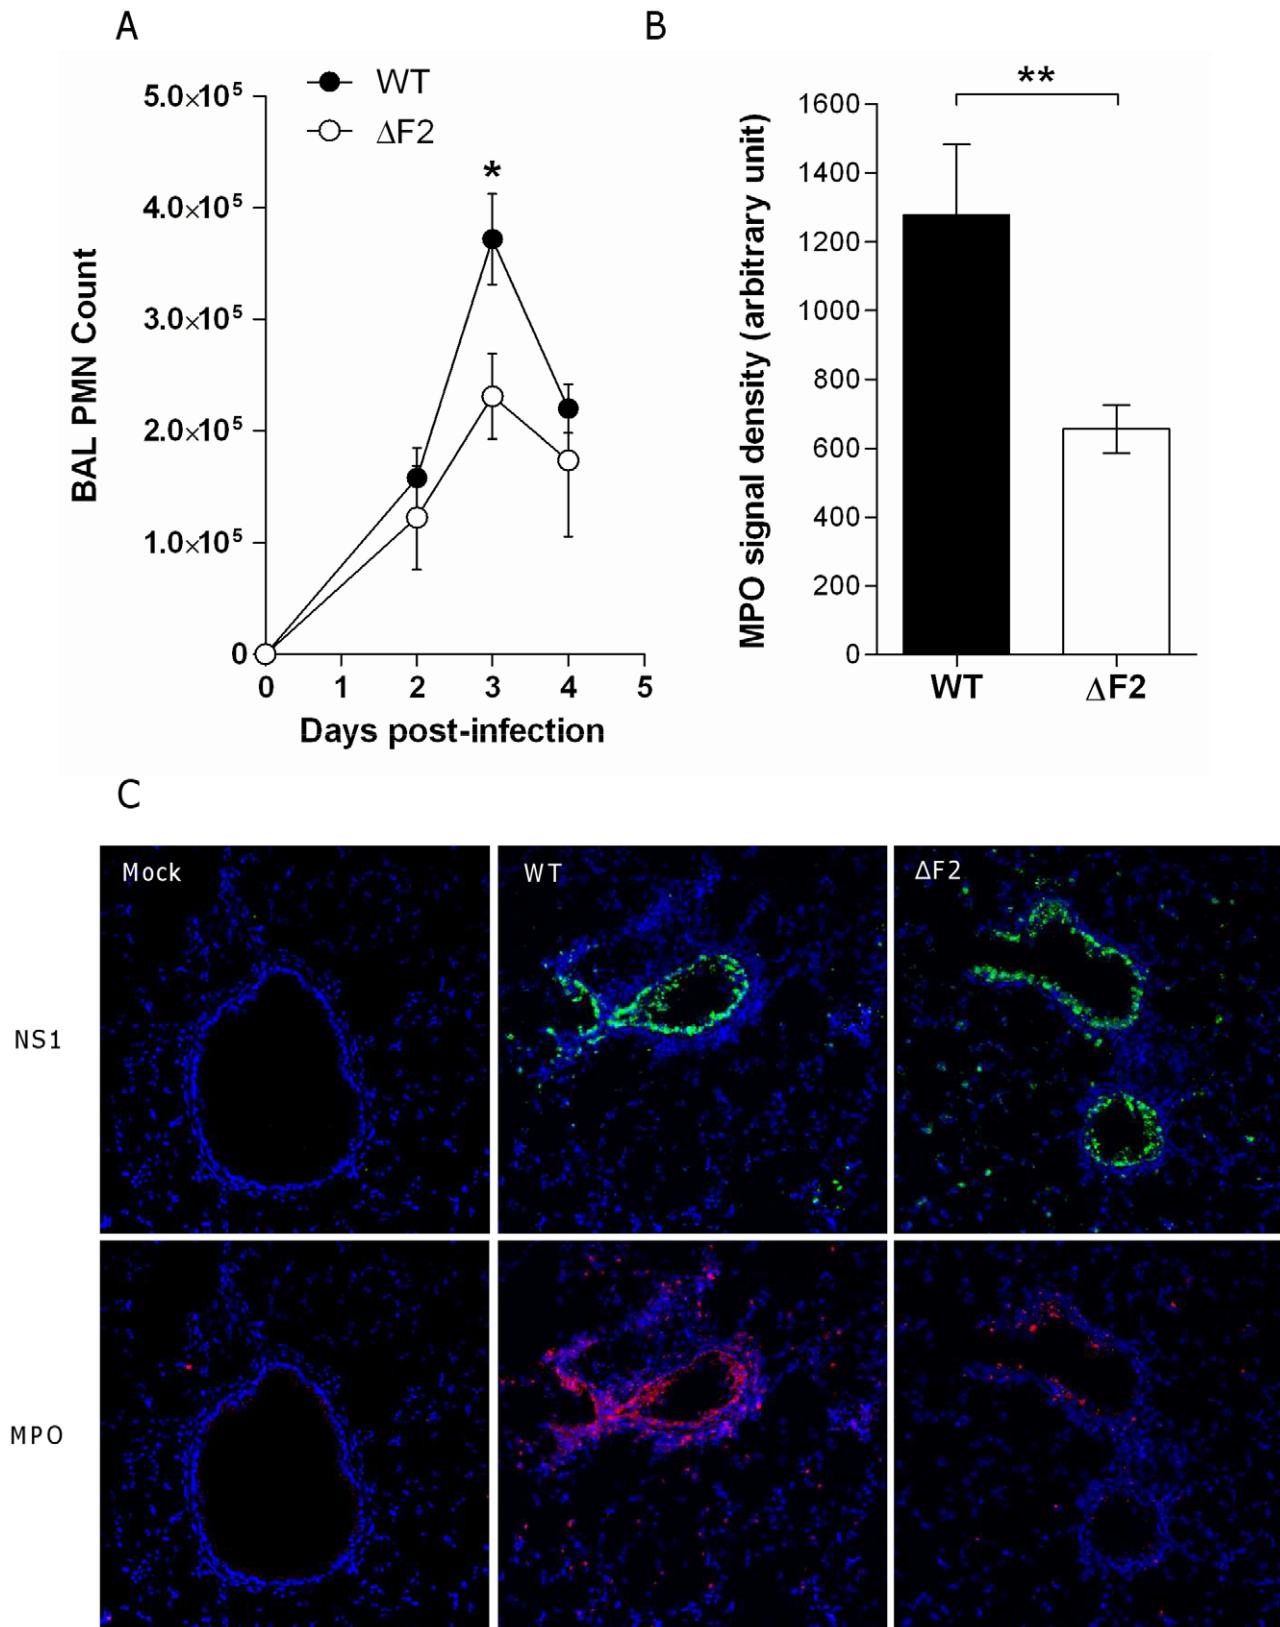 A
B
WT
ΔF2
5.0×10⁵
4.0×10⁵
3.0×10⁵
2.0×10⁵
1.0×10⁵
0
*
BAL PMN Count
0 1 2 3 4 5
Days post-infection
**
1600
1400
1200
1000
800
600
400
200
0
MPO signal density (arbitrary unit)
WT ΔF2
C
Mock WT ΔF2
NS1
MPO